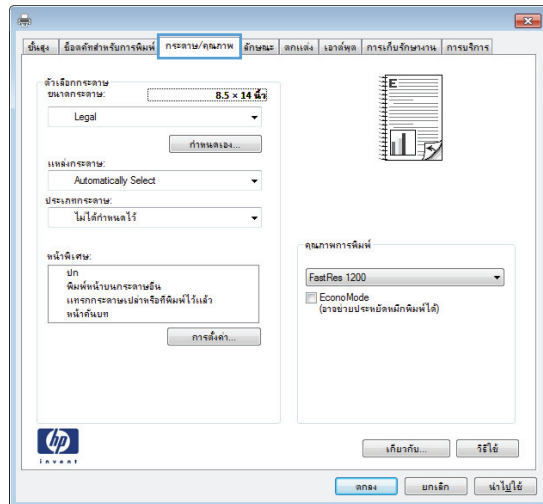 ขั้นสูง ช็อตคัทสำหรับการพิมพ์ กระดาษ/คุณภาพ ลักษณะ ตกแต่ง เอาต์พุต การเก็บรักษางาน การบริการ
ตัวเลือกกระดาษ
ขนาดกระดาษ: 8.5 × 14 นิ้ว
Legal
กำหนดเอง...
แหล่งกระดาษ:
Automatically Select
ประเภทกระดาษ:
ไม่ได้กำหนดไว้
หน้าพิเศษ:
ปก
พิมพ์หน้าบนกระดาษอื่น
แทรกกระดาษเปล่าหรือที่พิมพ์ไว้แล้ว
หน้าคั่นบท
การตั้งค่า...
E
คุณภาพการพิมพ์
FastRes 1200
EconoMode
(อาจช่วยประหยัดหมึกพิมพ์ได้)
hp
invent
เกี่ยวกับ... วิธีใช้
ตกลง ยกเลิก นำไปใช้